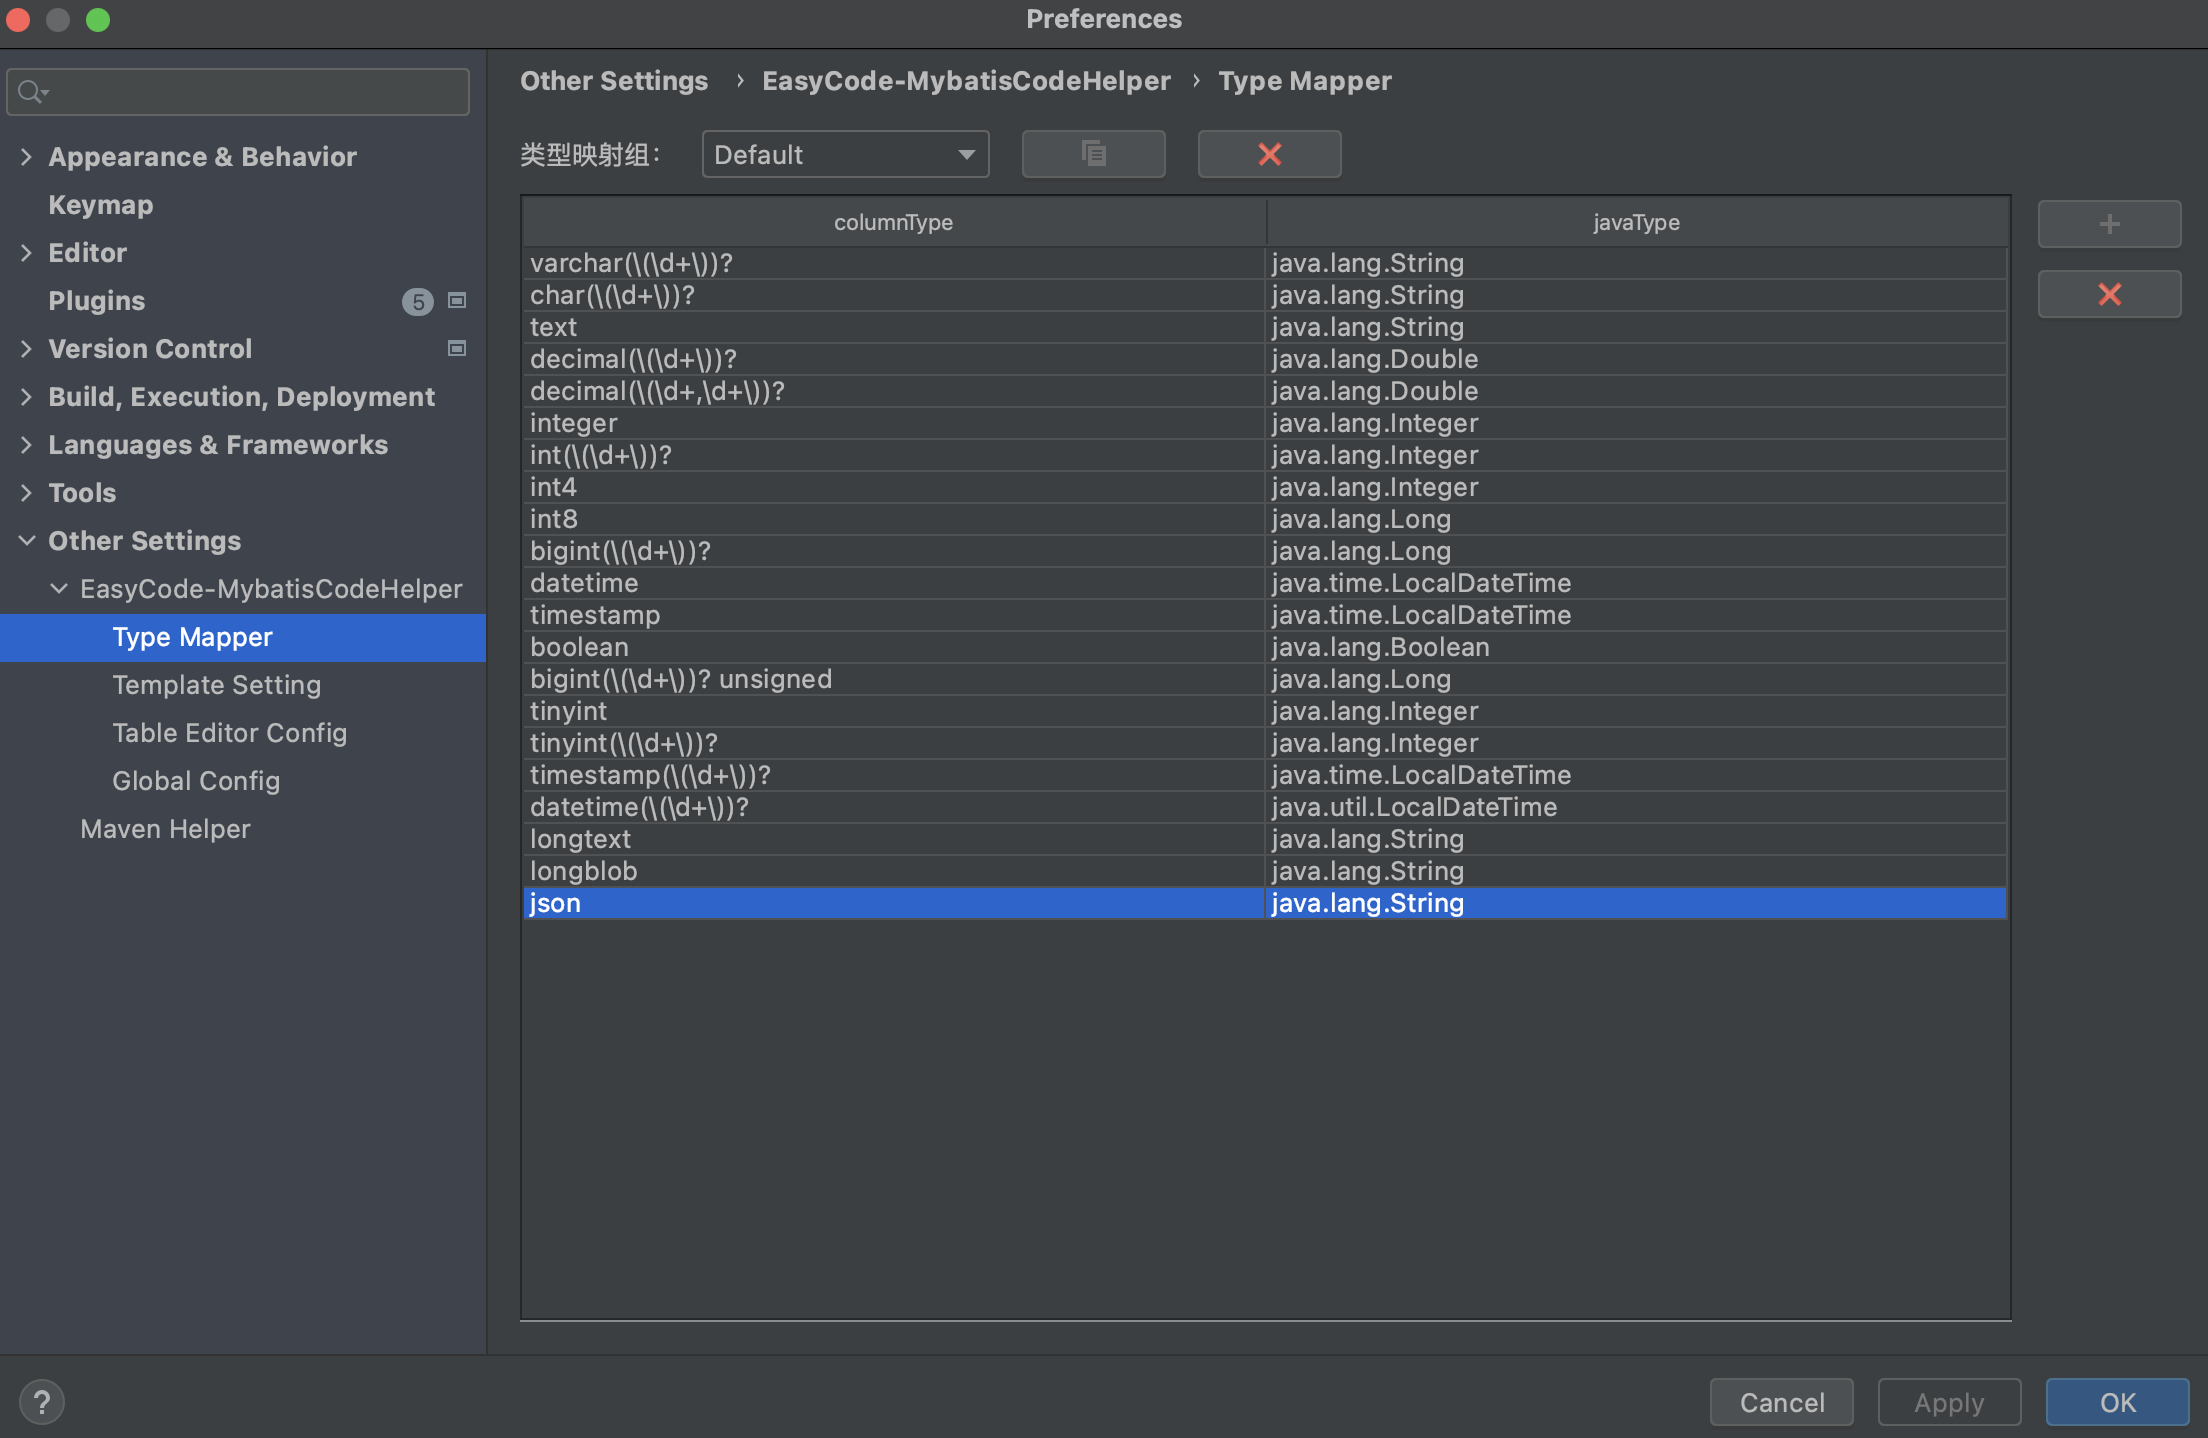 Preferences
Appearance & Behavior
Keymap
Editor
Plugins 5
Version Control
Build, Execution, Deployment
Languages & Frameworks
Tools
Other Settings
EasyCode-MybatisCodeHelper
Type Mapper
Template Setting
Table Editor Config
Global Config
Maven Helper
Other Settings › EasyCode-MybatisCodeHelper › Type Mapper
类型映射组： Default
columnType javaType
varchar(\(\d+\))? java.lang.String
char(\(\d+\))? java.lang.String
text java.lang.String
decimal(\(\d+\))? java.lang.Double
decimal(\(\d+,\d+\))? java.lang.Double
integer java.lang.Integer
int(\(\d+\))? java.lang.Integer
int4 java.lang.Integer
int8 java.lang.Long
bigint(\(\d+\))? java.lang.Long
datetime java.time.LocalDateTime
timestamp java.time.LocalDateTime
boolean java.lang.Boolean
bigint(\(\d+\))? unsigned java.lang.Long
tinyint java.lang.Integer
tinyint(\(\d+\))? java.lang.Integer
timestamp(\(\d+\))? java.time.LocalDateTime
datetime(\(\d+\))? java.util.LocalDateTime
longtext java.lang.String
longblob java.lang.String
json java.lang.String
? Cancel Apply OK